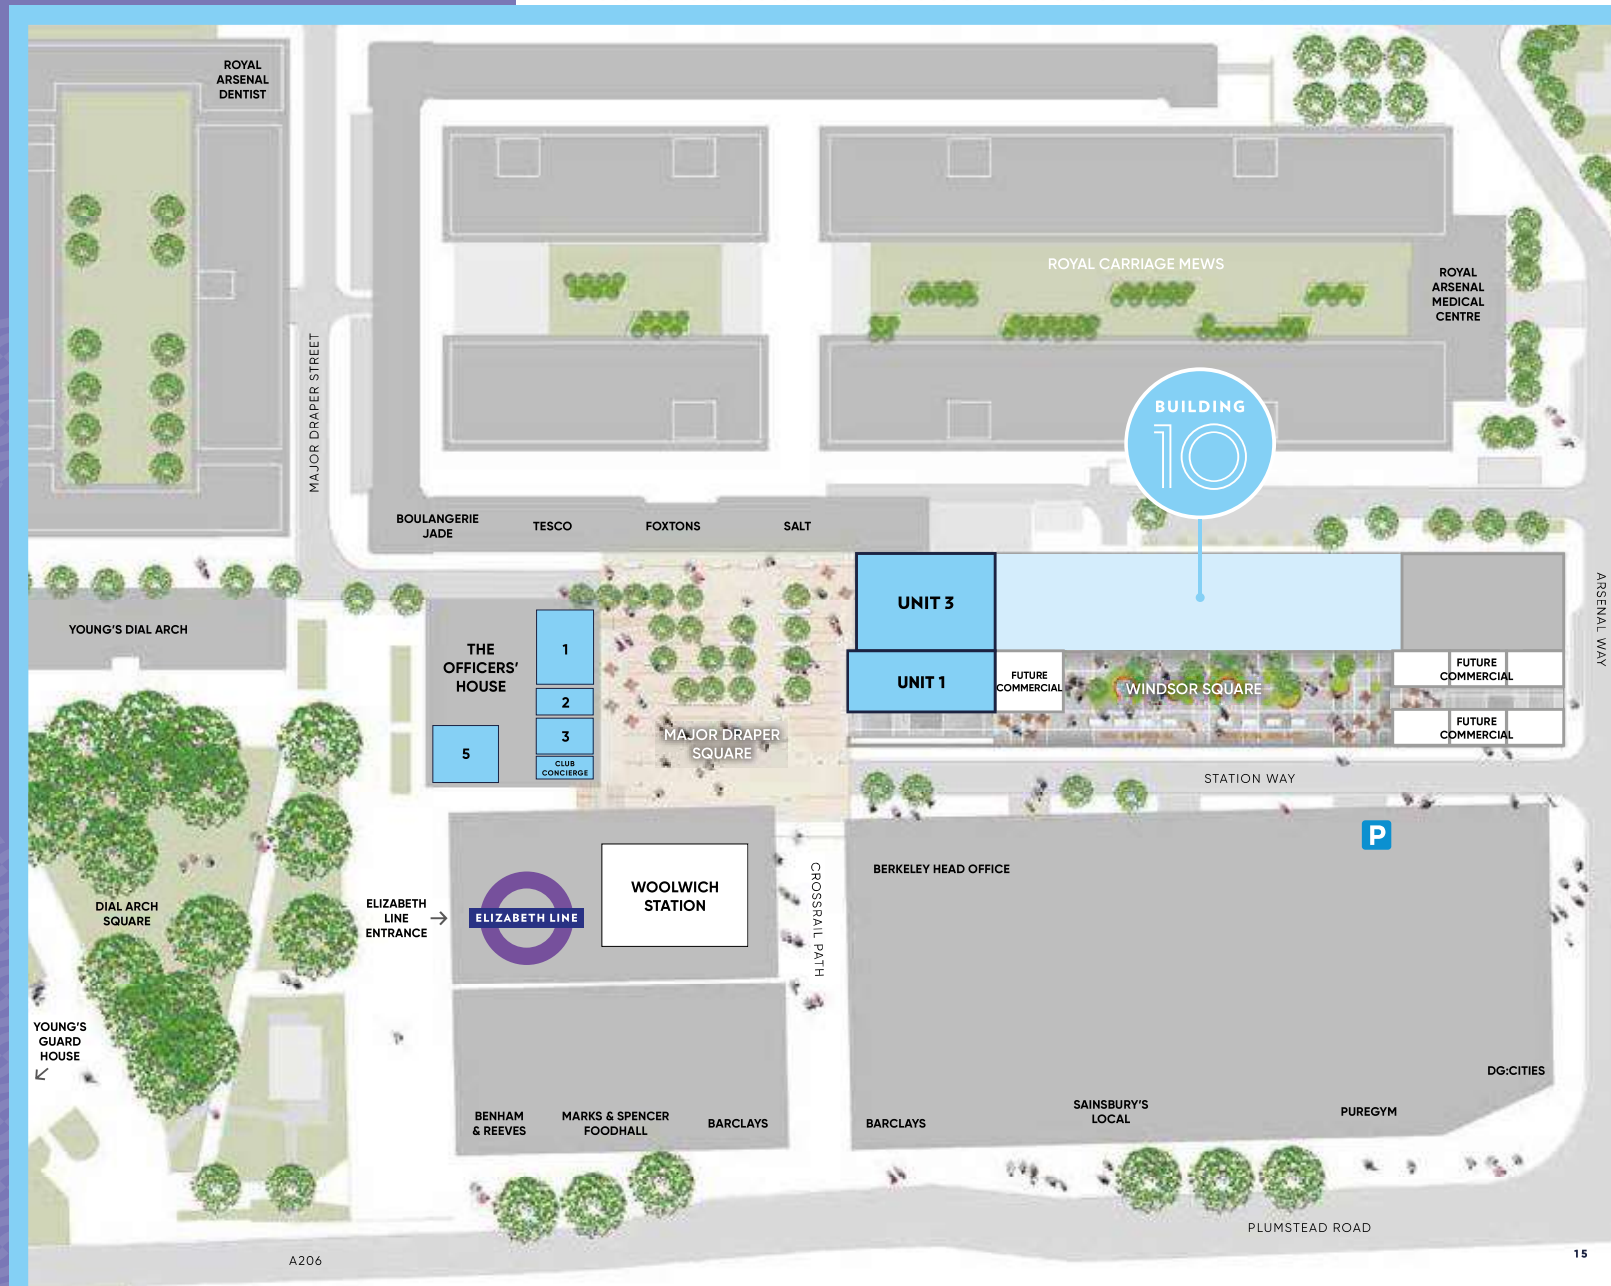 ROYAL
ARSENAL
DENTIST
ROYAL CARRIAGE MEWS
ROYAL
ARSENAL
MEDICAL
CENTRE
MAJOR DRAPER STREET
BUILDING
10
BOULANGERIE
JADE
TESCO
FOXTONS
SALT
ARSENAL WAY
YOUNG'S DIAL ARCH
THE
OFFICERS'
HOUSE
1
2
3
CLUB
CONCIERGE
5
UNIT 3
UNIT 1
FUTURE
COMMERCIAL
WINDSOR SQUARE
FUTURE
COMMERCIAL
FUTURE
COMMERCIAL
MAJOR DRAPER
SQUARE
STATION WAY
P
BERKELEY HEAD OFFICE
CROSSRAIL PATH
WOOLWICH
STATION
ELIZABETH LINE
ELIZABETH
LINE
ENTRANCE
DIAL ARCH
SQUARE
YOUNG'S
GUARD
HOUSE
BENHAM
& REEVES
MARKS & SPENCER
FOODHALL
BARCLAYS
BARCLAYS
SAINSBURY'S
LOCAL
PUREGYM
DG:CITIES
PLUMSTEAD ROAD
A206
15